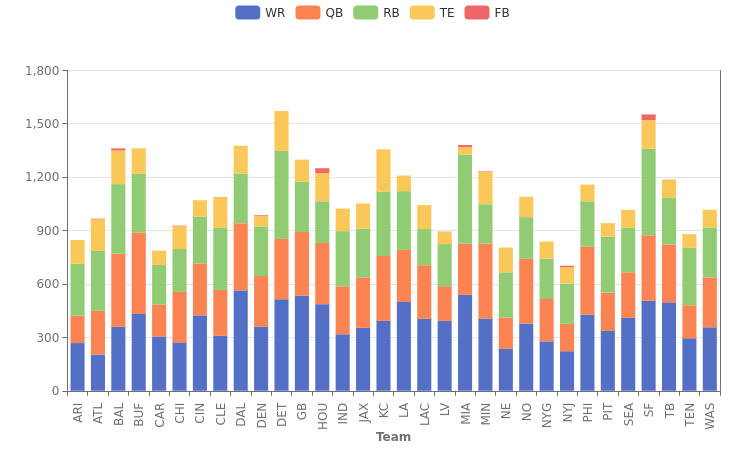 WR QB RB TE FB
1,800
1,500
1,200
900
600
300
0
ARI ATL BAL BUF CAR CHI CIN CLE DAL DEN DET GB HOU IND JAX KC LA LAC LV MIA MIN NE NO NYG NYJ PHI PIT SEA SF TB TEN WAS
Team